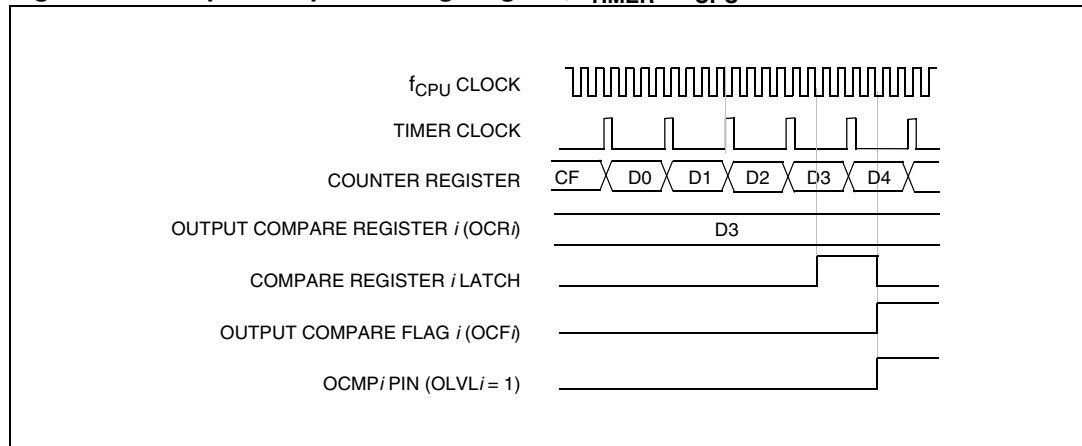 f_CPU CLOCK
TIMER CLOCK
COUNTER REGISTER CF D0 D1 D2 D3 D4
OUTPUT COMPARE REGISTER i (OCRi) D3
COMPARE REGISTER i LATCH
OUTPUT COMPARE FLAG i (OCFi)
OCMPi PIN (OLVLi = 1)